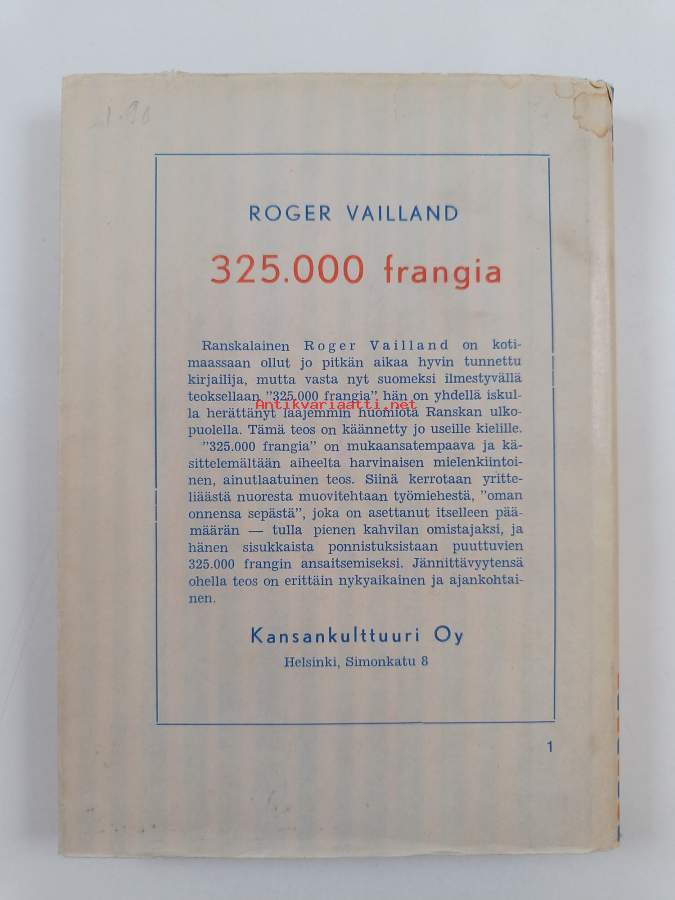 ROGER VAILLAND
325.000 frangia
Ranskalainen Roger Vailland on koti-
maassaan ollut jo pitkän aikaa hyvin tunnettu
kirjailija, mutta vasta nyt suomeksi ilmestyvällä
teoksellaan "325.000 frangia" hän on yhdellä iskul-
Antikvariaatti.net
la herättänyt laajemmin huomiota Ranskan ulko-
puolella. Tämä teos on käännetty jo useille kielille.
"325.000 frangia" on mukaansatempaava ja kä-
sittelemältään aiheelta harvinaisen mielenkiintoi-
nen, ainutlaatuinen teos. Siinä kerrotaan yritte-
liäästä nuoresta muovitehtaan työmiehestä, "oman
onnensa sepästä", joka on asettanut itselleen pää-
määrän — tulla pienen kahvilan omistajaksi, ja
hänen sisukkaista ponnistuksistaan puuttuvien
325.000 frangin ansaitsemiseksi. Jännittävyytensä
ohella teos on erittäin nykyaikainen ja ajankohtai-
nen.
Kansankulttuuri Oy
Helsinki, Simonkatu 8
1